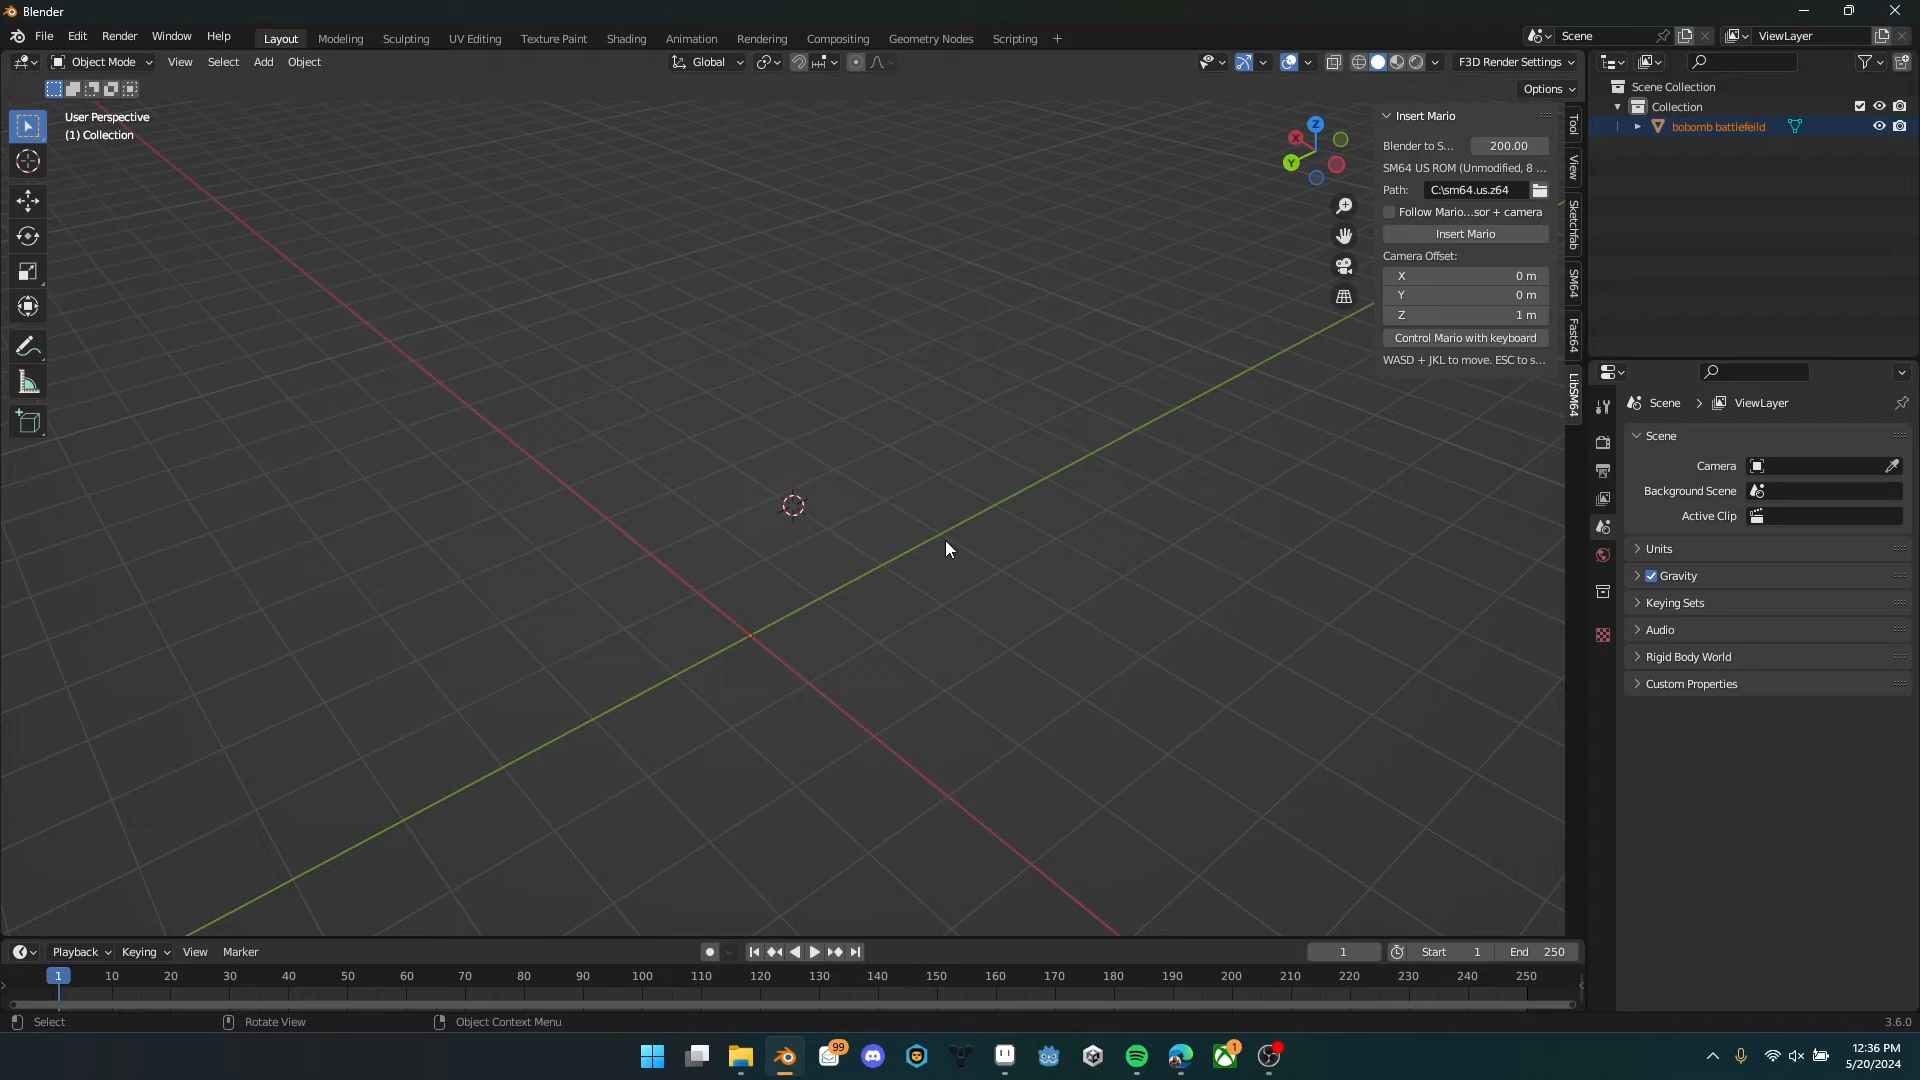 Blender
File Edit Render Window Help Layout Modeling Sculpting UV Editing Texture Paint Shading Animation Rendering Compositing Geometry Nodes Scripting + Scene ViewLayer
Object Mode View Select Add Object Global F3D Render Settings
Options
User Perspective
(1) Collection
Z
X
Y
Insert Mario
Blender to S... 200.00
SM64 US ROM (Unmodified, 8 ...
Path: C:\sm64.us.z64
Follow Mario...sor + camera
Insert Mario
Camera Offset:
X 0 m
Y 0 m
Z 1 m
Control Mario with keyboard
WASD + JKL to move. ESC to s...
Tool
View
Sketchfab
SM64
Fast64
LibSM64
Scene Collection
Collection
bobomb battlefeild
Scene > ViewLayer
Scene
Camera
Background Scene
Active Clip
Units
Gravity
Keying Sets
Audio
Rigid Body World
Custom Properties
Playback Keying View Marker 1 Start 1 End 250
1 10 20 30 40 50 60 70 80 90 100 110 120 130 140 150 160 170 180 190 200 210 220 230 240 250
Select Rotate View Object Context Menu 3.6.0
99
1
12:36 PM
5/20/2024